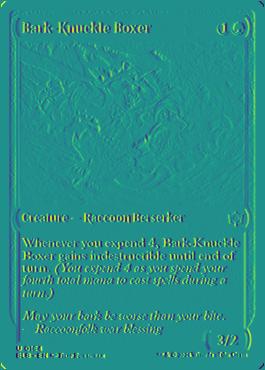 Bark-Knuckle Boxer
1
Creature - Raccoon Berserker
Whenever you expend 4, Bark-Knuckle
Boxer gains indestructible until end of
turn. (You expend 4 as you spend your
fourth total mana to cast spells during a
turn.)
May your bark be worse than your bite.
- Raccoonfolk war blessing
3/2